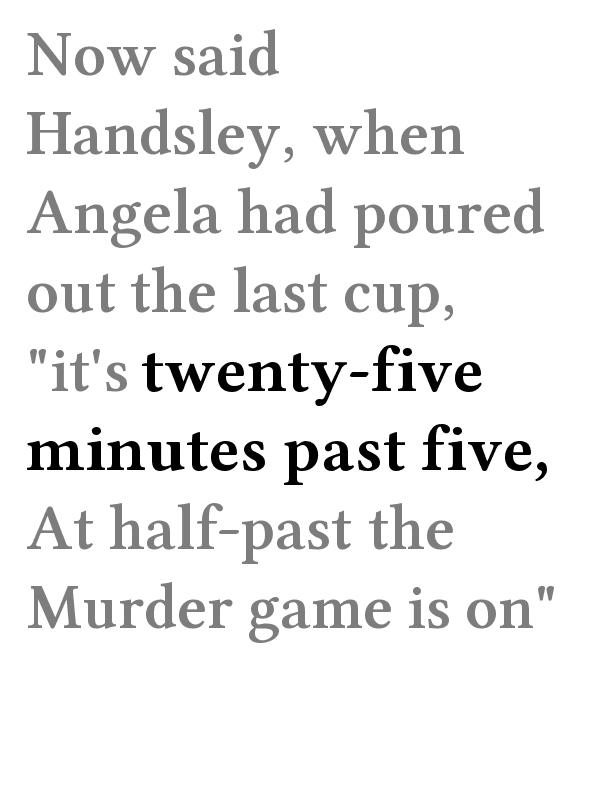 Now said
Handsley, when
Angela had poured
out the last cup,
"it's twenty-five
minutes past five,
At half-past the
Murder game is on"